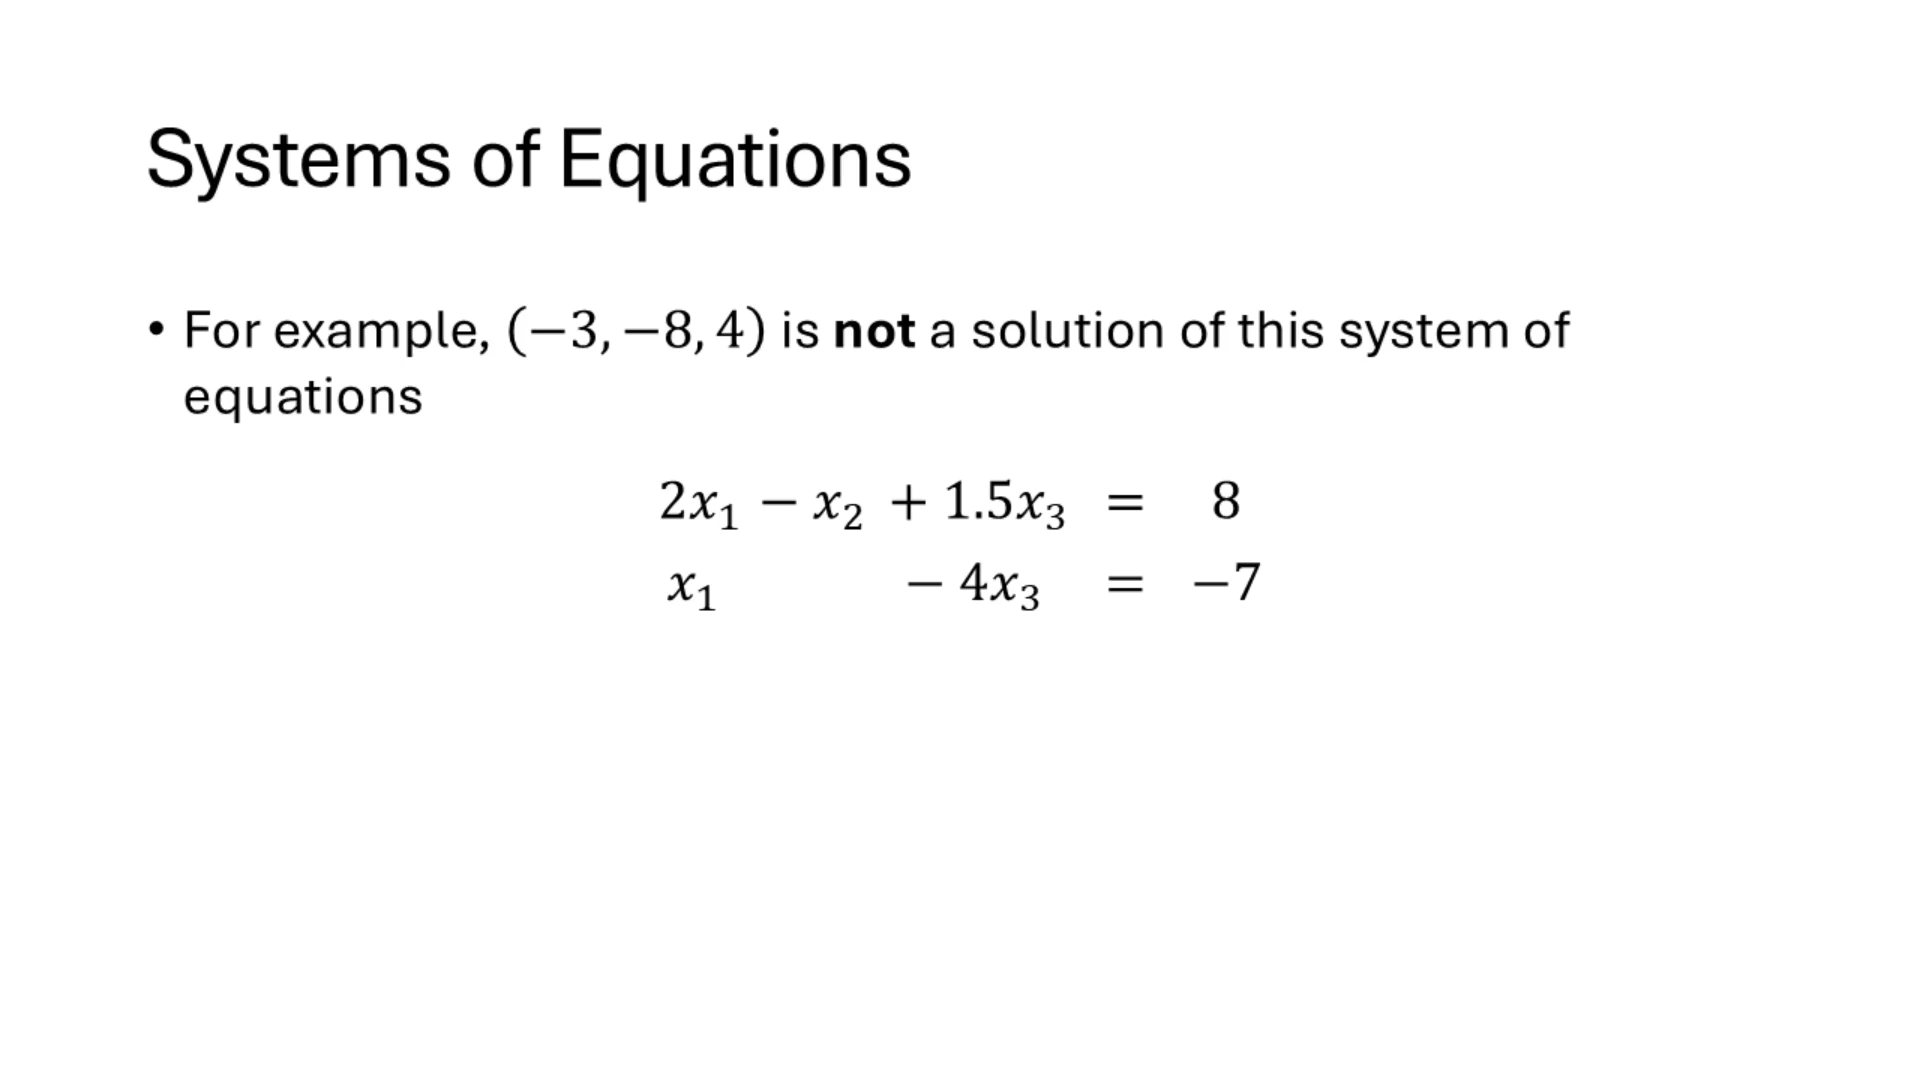 Systems of Equations
• For example, (−3, −8, 4) is not a solution of this system of
equations
2x₁ − x₂ + 1.5x₃ = 8
x₁ − 4x₃ = −7